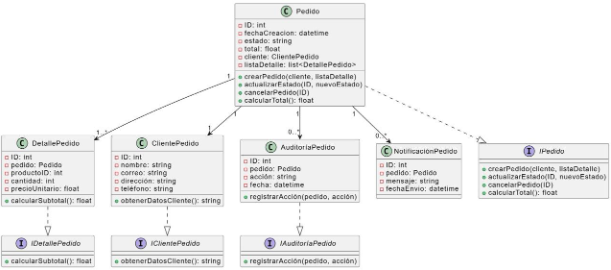 C Pedido
ID: int
fechaCreacion: datetime
estado: string
total: float
cliente: ClientePedido
listaDetalle: list<DetallePedido>
crearPedido(cliente, listaDetalle)
actualizarEstado(ID, nuevoEstado)
cancelarPedido(ID)
calcularTotal(): float
1 1 1 1
1..* 1 0..* 0..*
C DetallePedido
ID: int
pedido: Pedido
productoID: int
cantidad: int
precioUnitario: float
calcularSubtotal(): float
C ClientePedido
ID: int
nombre: string
correo: string
dirección: string
teléfono: string
obtenerDatosCliente(): string
C AuditoríaPedido
ID: int
pedido: Pedido
acción: string
fecha: datetime
registrarAcción(pedido, acción)
C NotificaciónPedido
ID: int
pedido: Pedido
mensaje: string
fechaEnvio: datetime
I IPedido
crearPedido(cliente, listaDetalle)
actualizarEstado(ID, nuevoEstado)
cancelarPedido(ID)
calcularTotal(): float
I IDetallePedido
calcularSubtotal(): float
I IClientePedido
obtenerDatosCliente(): string
I IAuditoríaPedido
registrarAcción(pedido, acción)